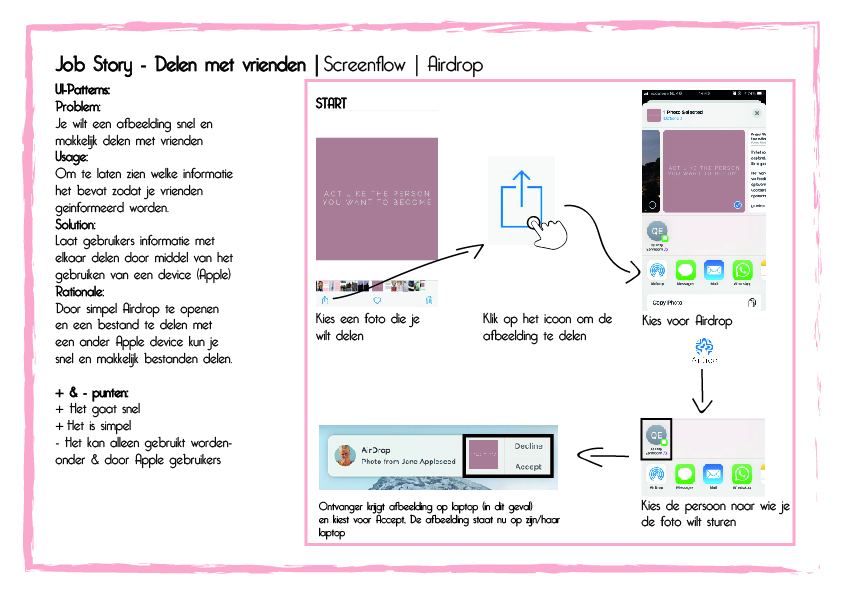 Job Story - Delen met vrienden | Screenflow | Airdrop
UI-Patterns:
Problem:
Je wilt een afbeelding snel en
makkelijk delen met vrienden
Usage:
Om te laten zien welke informatie
het bevat zodat je vrienden
geinformeerd worden.
Solution:
Laat gebruikers informatie met
elkaar delen door middel van het
gebruiken van een device (Apple)
Rationale:
Door simpel Airdrop te openen
en een bestand te delen met
een ander Apple device kun je
snel en makkelijk bestanden delen.
+ & - punten:
+ Het gaat snel
+ Het is simpel
- Het kan alleen gebruikt worden-
onder & door Apple gebruikers
START
ACT LIKE THE PERSON
YOU WANT TO BECOME
Kies een foto die je
wilt delen
Klik op het icoon om de
afbeelding te delen
1 Photo Selected
ACT LIKE THE PERSON
YOU WANT TO BECOME
AirDrop
Mail
WhatsApp
Copy Photo
Kies voor Airdrop
AirDrop
QE
AirDrop
Mail
Kies de persoon naar wie je
de foto wilt sturen
AirDrop
Photo from Jane Appleseed
Decline
Accept
Ontvanger krijgt afbeelding op laptop (in dit geval)
en kiest voor Accept. De afbeelding staat nu op zijn/haar
laptop